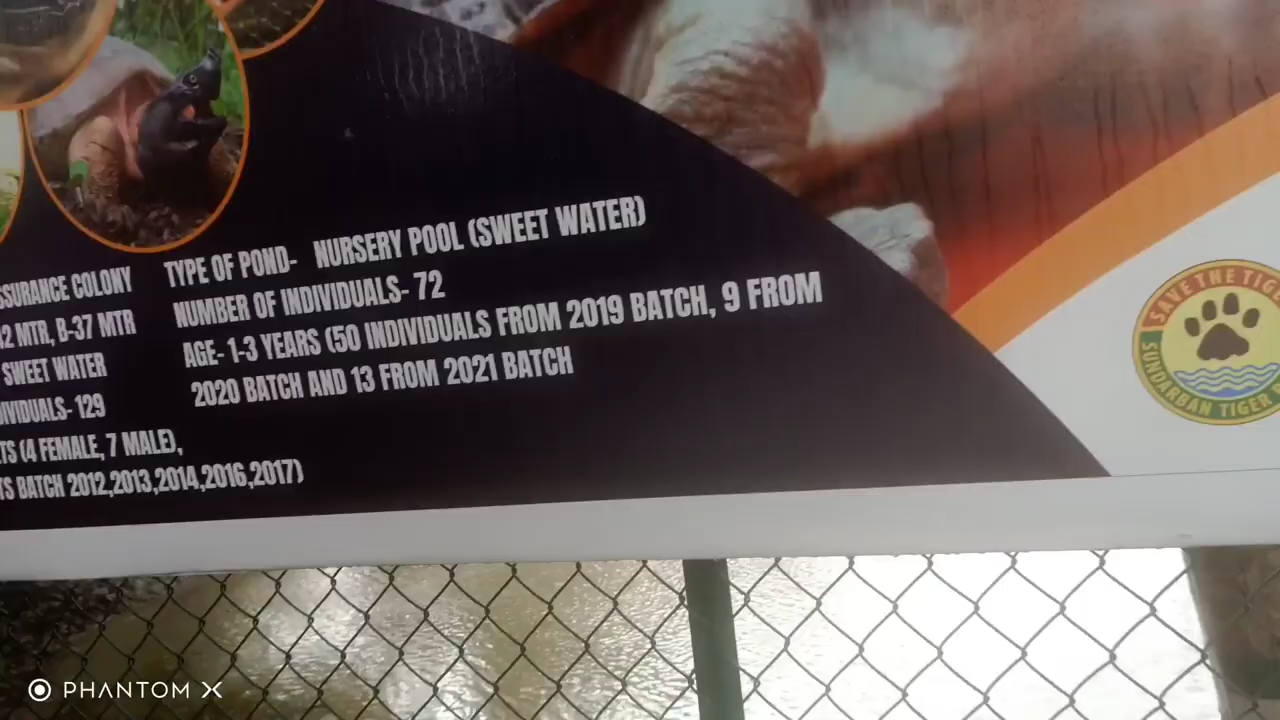 SSURANCE COLONY
42 MTR, B-37 MTR
SWEET WATER
DIVIDUALS- 129
TS (4 FEMALE, 7 MALE),
TS BATCH 2012,2013,2014,2016,2017)
TYPE OF POND- NURSERY POOL (SWEET WATER)
NUMBER OF INDIVIDUALS- 72
AGE- 1-3 YEARS (50 INDIVIDUALS FROM 2019 BATCH, 9 FROM
2020 BATCH AND 13 FROM 2021 BATCH
SAVE THE TIGE
SUNDARBAN TIGER
PHANTOM X